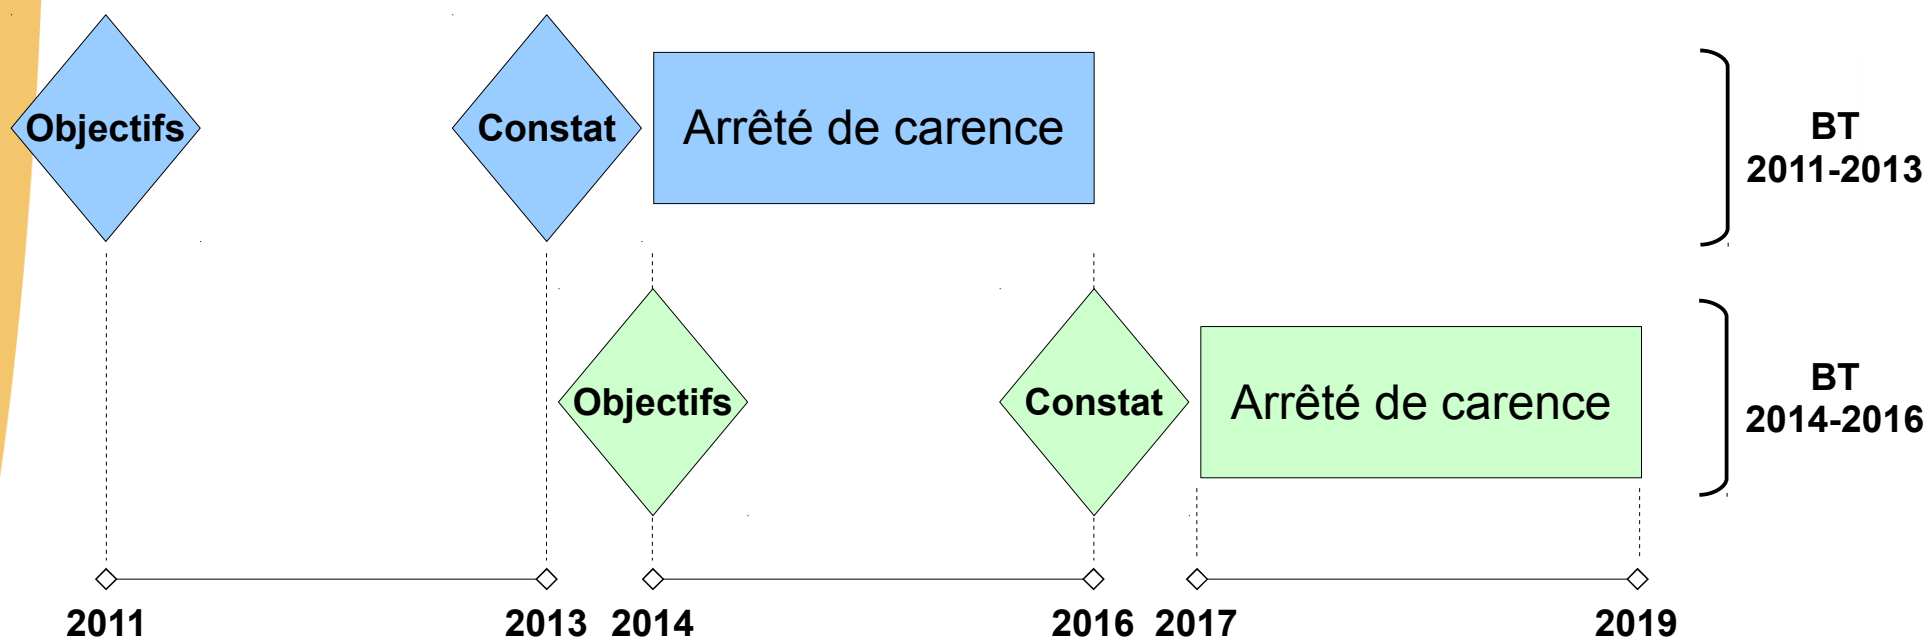 Objectifs
Constat
Arrêté de carence
BT
2011-2013
Objectifs
Constat
Arrêté de carence
BT
2014-2016
2011
2013
2014
2016
2017
2019